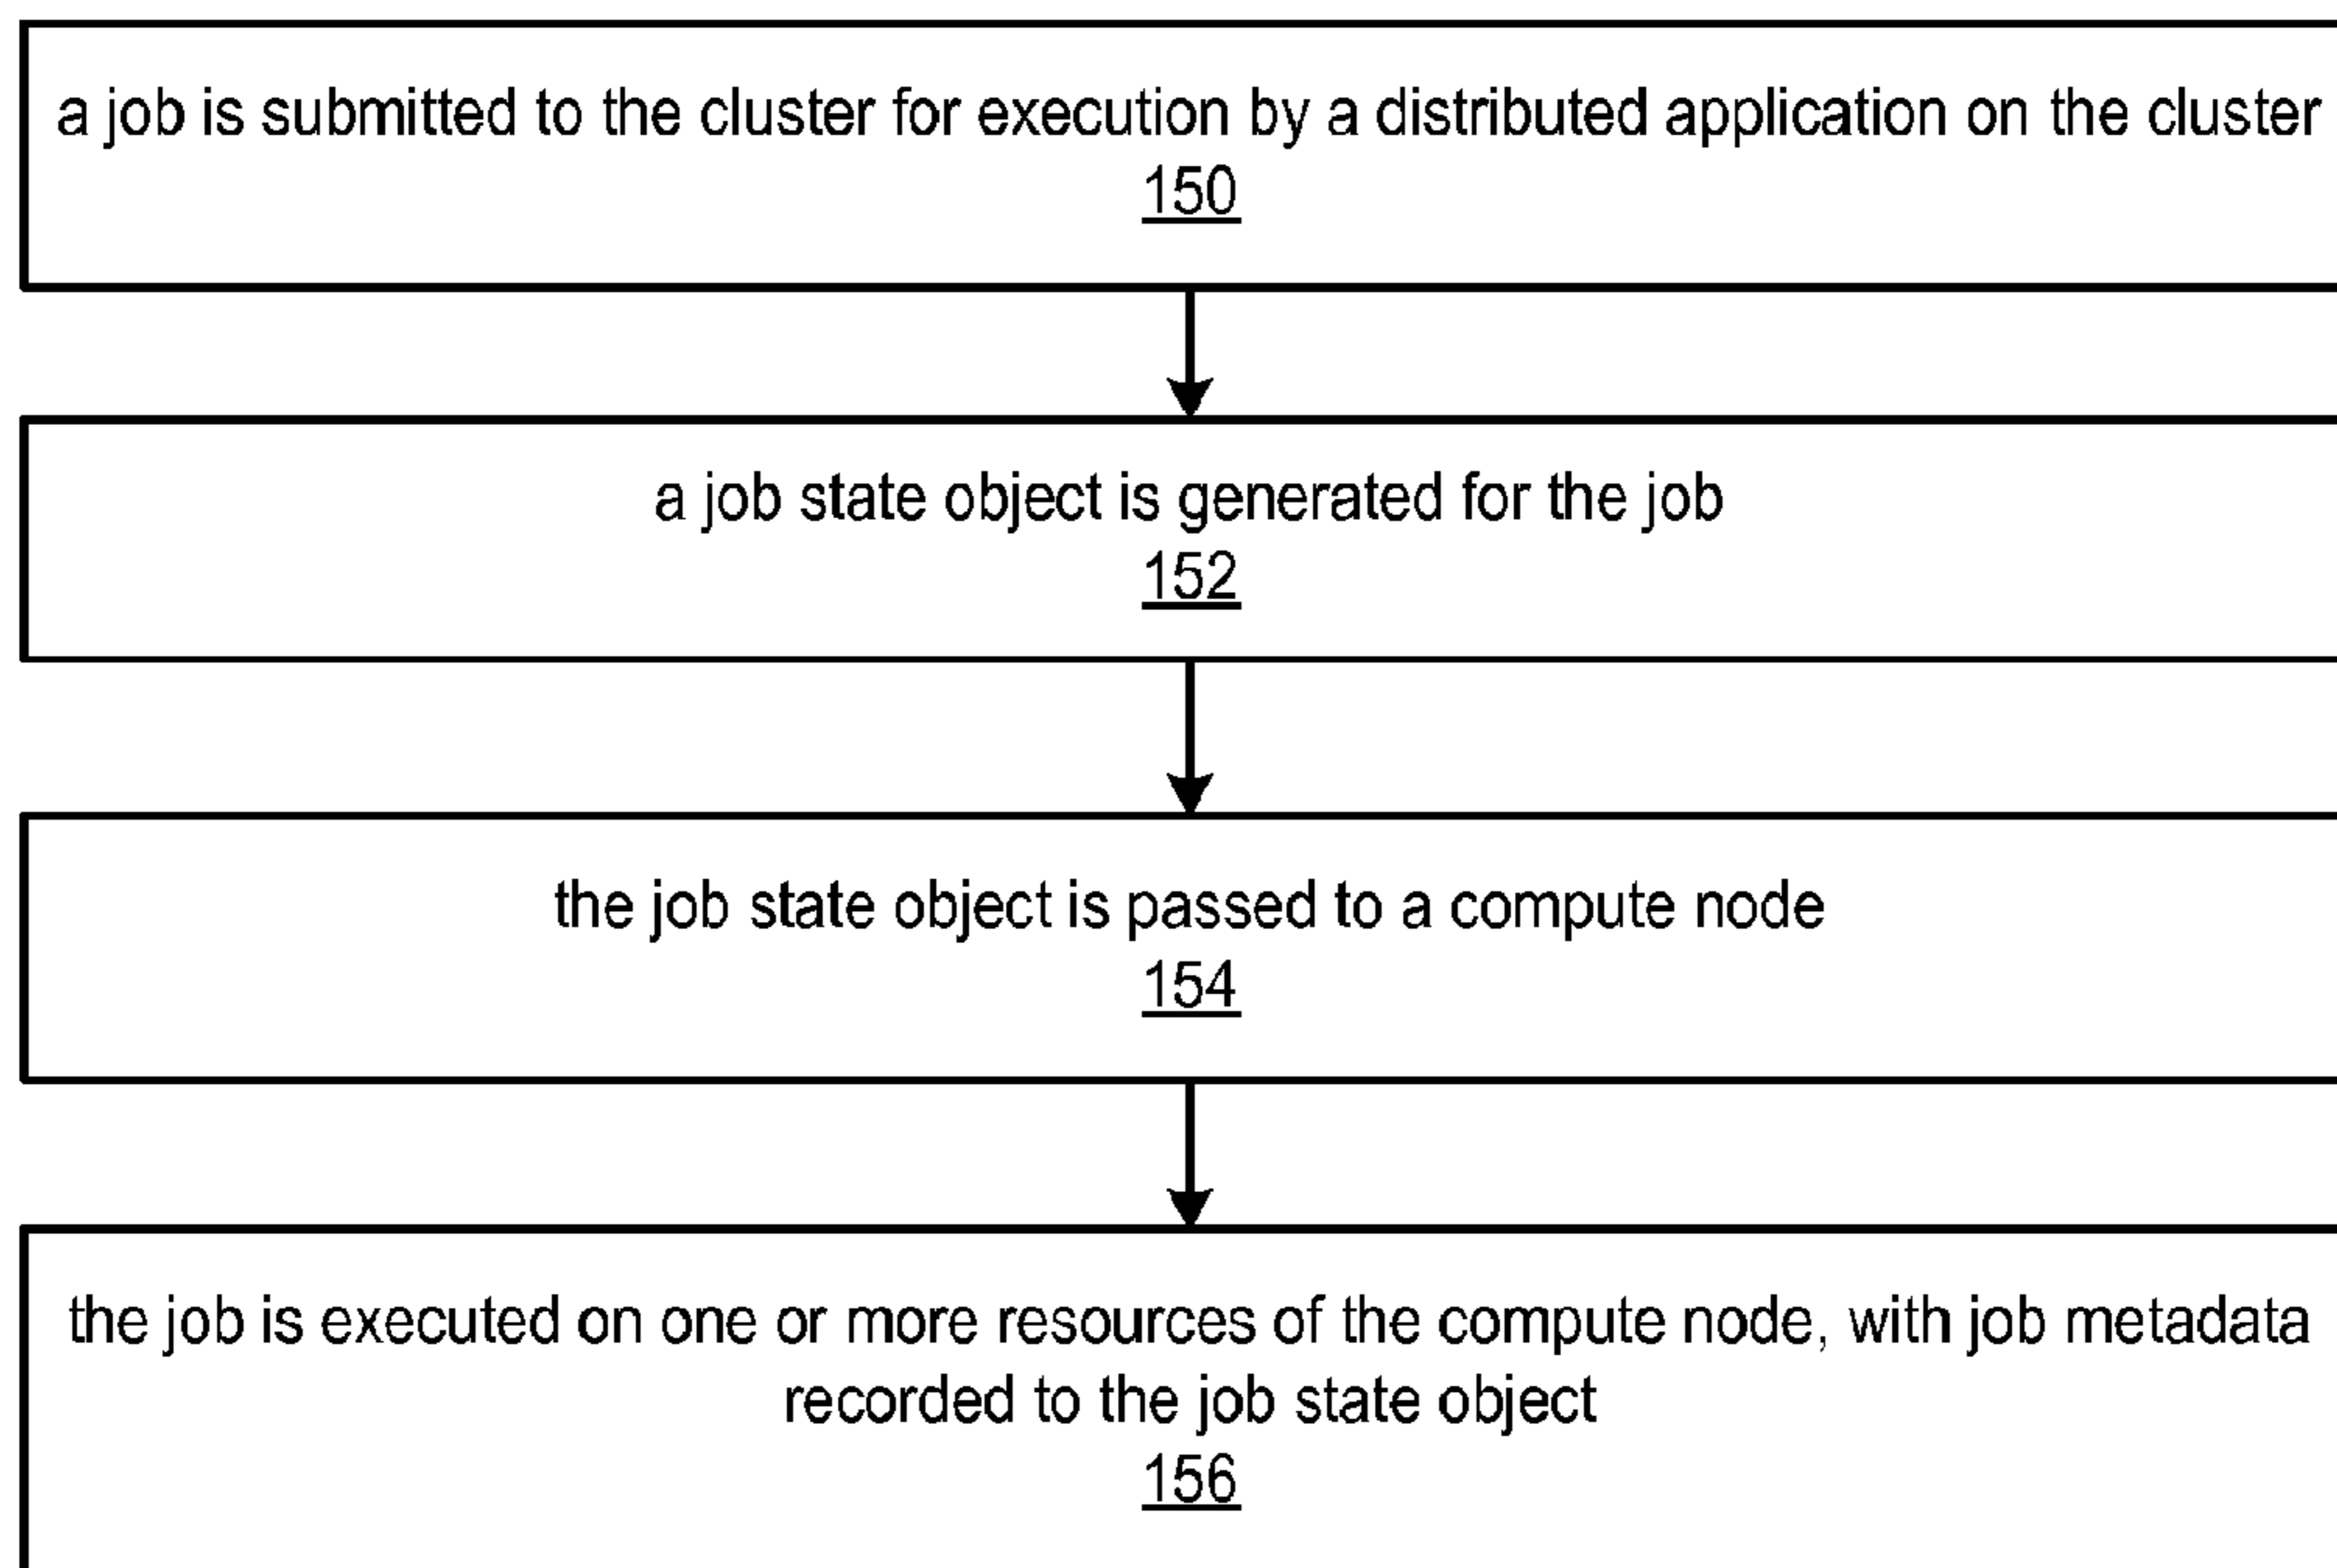 a job is submitted to the cluster for execution by a distributed application on the cluster
150
a job state object is generated for the job
152
the job state object is passed to a compute node
154
the job is executed on one or more resources of the compute node, with job metadata
recorded to the job state object
156